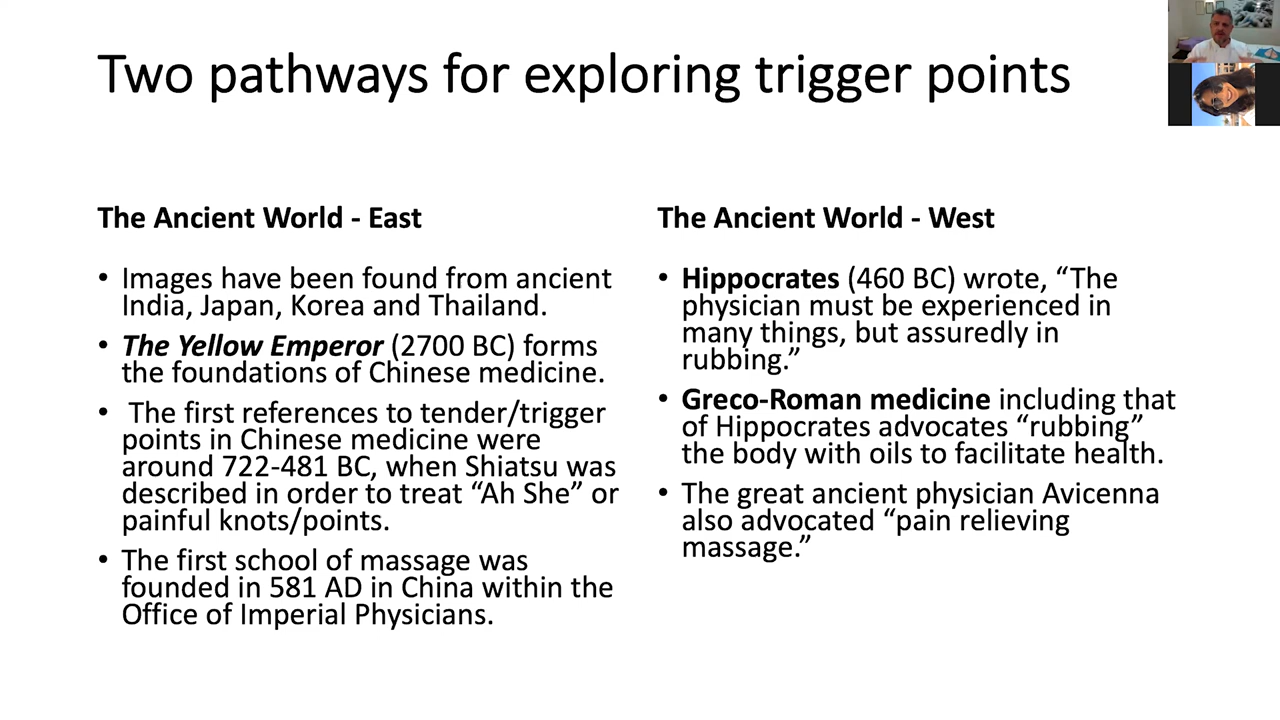 Two pathways for exploring trigger points
The Ancient World - East
• Images have been found from ancient
India, Japan, Korea and Thailand.
• The Yellow Emperor (2700 BC) forms
the foundations of Chinese medicine.
• The first references to tender/trigger
points in Chinese medicine were
around 722-481 BC, when Shiatsu was
described in order to treat “Ah She” or
painful knots/points.
• The first school of massage was
founded in 581 AD in China within the
Office of Imperial Physicians.
The Ancient World - West
• Hippocrates (460 BC) wrote, “The
physician must be experienced in
many things, but assuredly in
rubbing.”
• Greco-Roman medicine including that
of Hippocrates advocates “rubbing”
the body with oils to facilitate health.
• The great ancient physician Avicenna
also advocated “pain relieving
massage.”